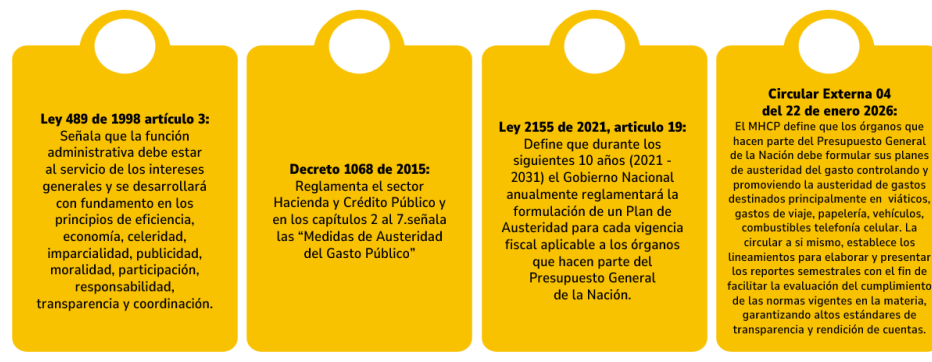 Ley 489 de 1998 artículo 3:
Señala que la función
administrativa debe estar
al servicio de los intereses
generales y se desarrollará
con fundamento en los
principios de eficiencia,
economía, celeridad,
imparcialidad, publicidad,
moralidad, participación,
responsabilidad,
transparencia y coordinación.
Decreto 1068 de 2015:
Reglamenta el sector
Hacienda y Crédito Público y
en los capítulos 2 al 7.señala
las “Medidas de Austeridad
del Gasto Público”
Ley 2155 de 2021, articulo 19:
Define que durante los
siguientes 10 años (2021 -
2031) el Gobierno Nacional
anualmente reglamentará la
formulación de un Plan de
Austeridad para cada vigencia
fiscal aplicable a los órganos
que hacen parte del
Presupuesto General
de la Nación.
Circular Externa 04
del 22 de enero 2026:
El MHCP define que los órganos que
hacen parte del Presupuesto General
de la Nación debe formular sus planes
de austeridad del gasto controlando y
promoviendo la austeridad de gastos
destinados principalmente en viáticos,
gastos de viaje, papelería, vehículos,
combustibles telefonía celular. La
circular a si mismo, establece los
lineamientos para elaborar y presentar
los reportes semestrales con el fin de
facilitar la evaluación del cumplimiento
de las normas vigentes en la materia,
garantizando altos estándares de
transparencia y rendición de cuentas.